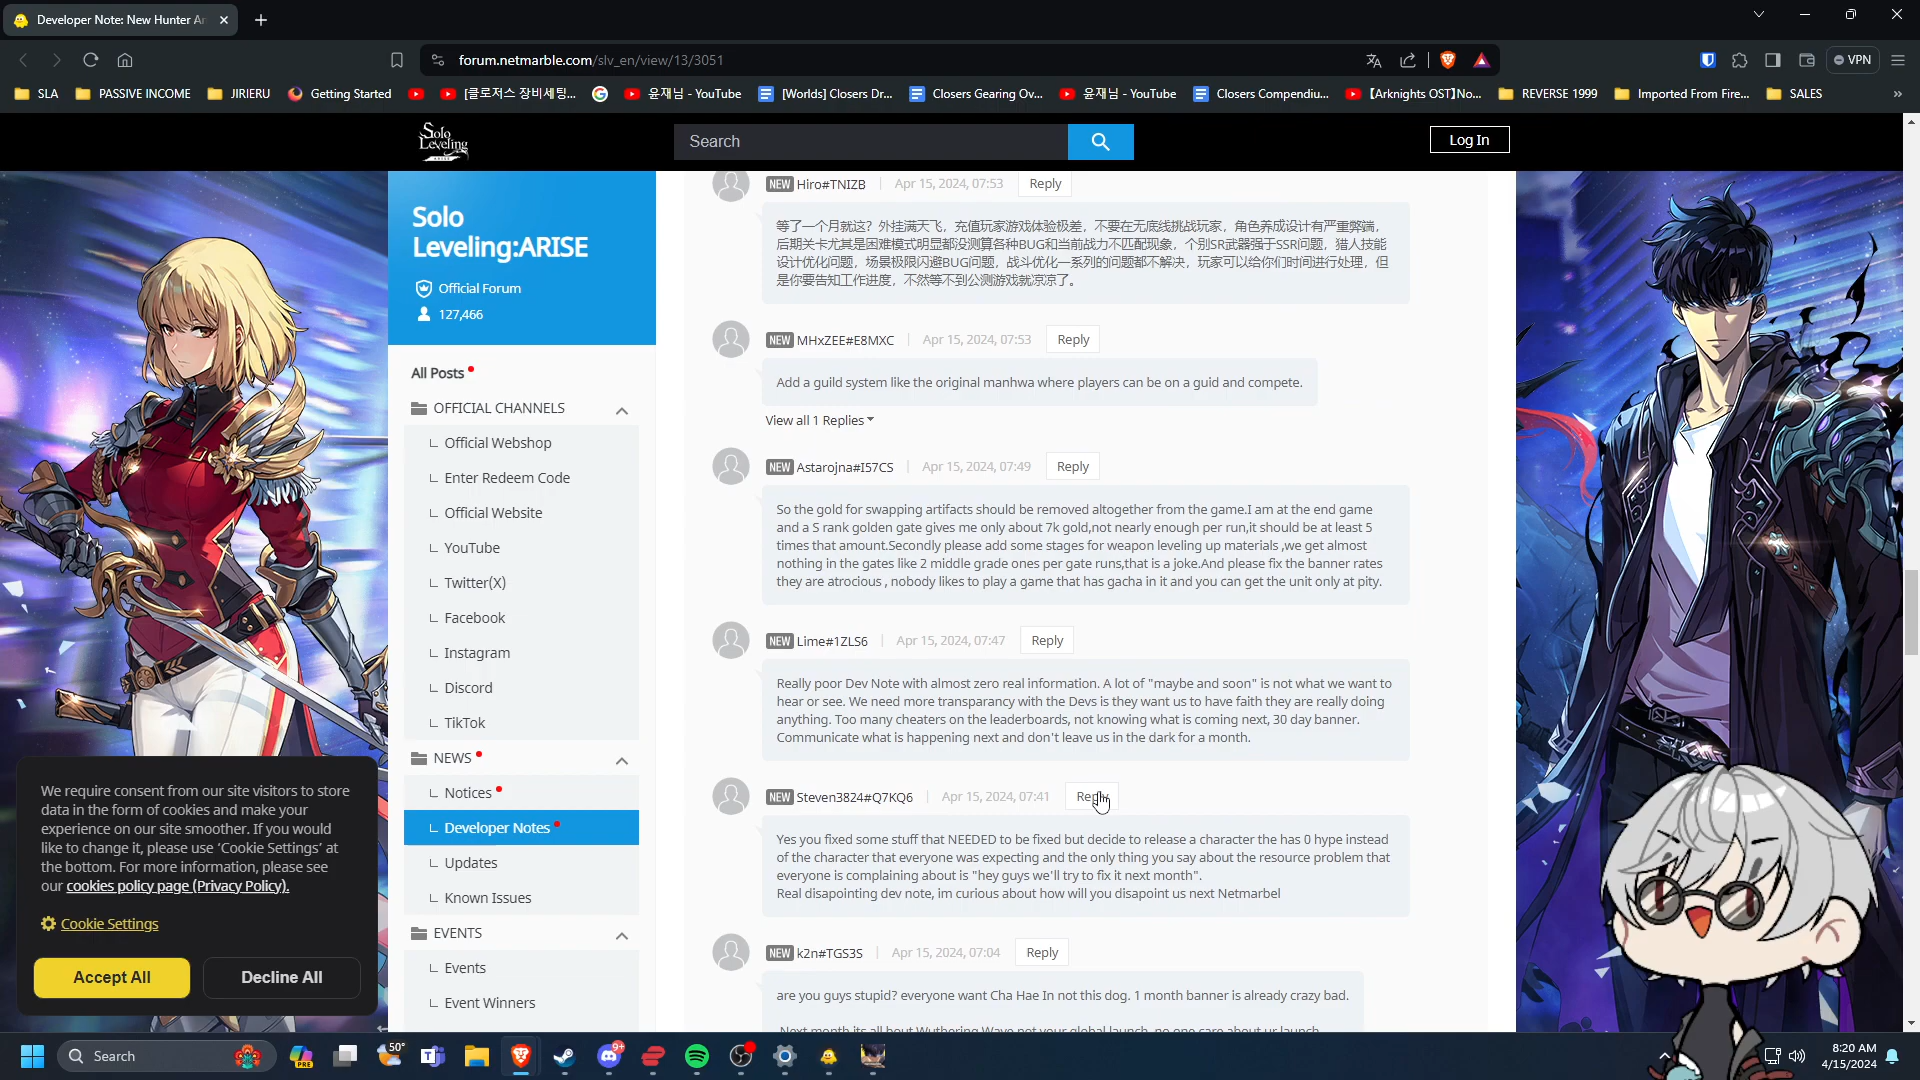 Developer Note: New Hunter Ar
forum.netmarble.com/slv_en/view/13/3051
VPN
SLA
PASSIVE INCOME
JIRIERU
Getting Started
[클로저스 장비세팅...
윤재님 - YouTube
[Worlds] Closers Dr...
Closers Gearing Ov...
윤재님 - YouTube
Closers Compendiu...
[Arknights OST]No...
REVERSE 1999
Imported From Fire...
SALES
Solo
Leveling
ARISE
Search
Log In
Solo
Leveling:ARISE
Official Forum
127,466
All Posts
OFFICIAL CHANNELS
Official Webshop
Enter Redeem Code
Official Website
YouTube
Twitter(X)
Facebook
Instagram
Discord
TikTok
NEWS
Notices
Developer Notes
Updates
Known Issues
EVENTS
Events
Event Winners
NEW Hiro#TNIZB Apr 15, 2024, 07:53 Reply
等了一个月就这？外挂满天飞，充值玩家游戏体验极差，不要在无底线挑战玩家，角色养成设计有严重弊端，
后期关卡尤其是困难模式明显都没测算各种BUG和当前战力不匹配现象，个别SR武器强于SSR问题，猎人技能
设计优化问题，场景极限闪避BUG问题，战斗优化一系列的问题都不解决，玩家可以给你们时间进行处理，但
是你要告知工作进度，不然等不到公测游戏就凉凉了。
NEW MHxZEE#E8MXC Apr 15, 2024, 07:53 Reply
Add a guild system like the original manhwa where players can be on a guid and compete.
View all 1 Replies
NEW Astarojna#I57CS Apr 15, 2024, 07:49 Reply
So the gold for swapping artifacts should be removed altogether from the game.I am at the end game
and a S rank golden gate gives me only about 7k gold,not nearly enough per run,it should be at least 5
times that amount.Secondly please add some stages for weapon leveling up materials ,we get almost
nothing in the gates like 2 middle grade ones per gate runs,that is a joke.And please fix the banner rates
they are atrocious , nobody likes to play a game that has gacha in it and you can get the unit only at pity.
NEW Lime#1ZLS6 Apr 15, 2024, 07:47 Reply
Really poor Dev Note with almost zero real information. A lot of "maybe and soon" is not what we want to
hear or see. We need more transparancy with the Devs is they want us to have faith they are really doing
anything. Too many cheaters on the leaderboards, not knowing what is coming next, 30 day banner.
Communicate what is happening next and don't leave us in the dark for a month.
NEW Steven3824#Q7KQ6 Apr 15, 2024, 07:41 Reply
Yes you fixed some stuff that NEEDED to be fixed but decide to release a character the has 0 hype instead
of the character that everyone was expecting and the only thing you say about the resource problem that
everyone is complaining about is "hey guys we'll try to fix it next month".
Real disapointing dev note, im curious about how will you disapoint us next Netmarbel
NEW k2n#TGS3S Apr 15, 2024, 07:04 Reply
are you guys stupid? everyone want Cha Hae In not this dog. 1 month banner is already crazy bad.
Next month its all bout Wuthering Wave not your global launch, no one care about ur launch
We require consent from our site visitors to store
data in the form of cookies and make your
experience on our site smoother. If you would
like to change it, please use ‘Cookie Settings’ at
the bottom. For more information, please see
our cookies policy page (Privacy Policy).
Cookie Settings
Accept All
Decline All
Search
PRE
50°
9+
8:20 AM
4/15/2024